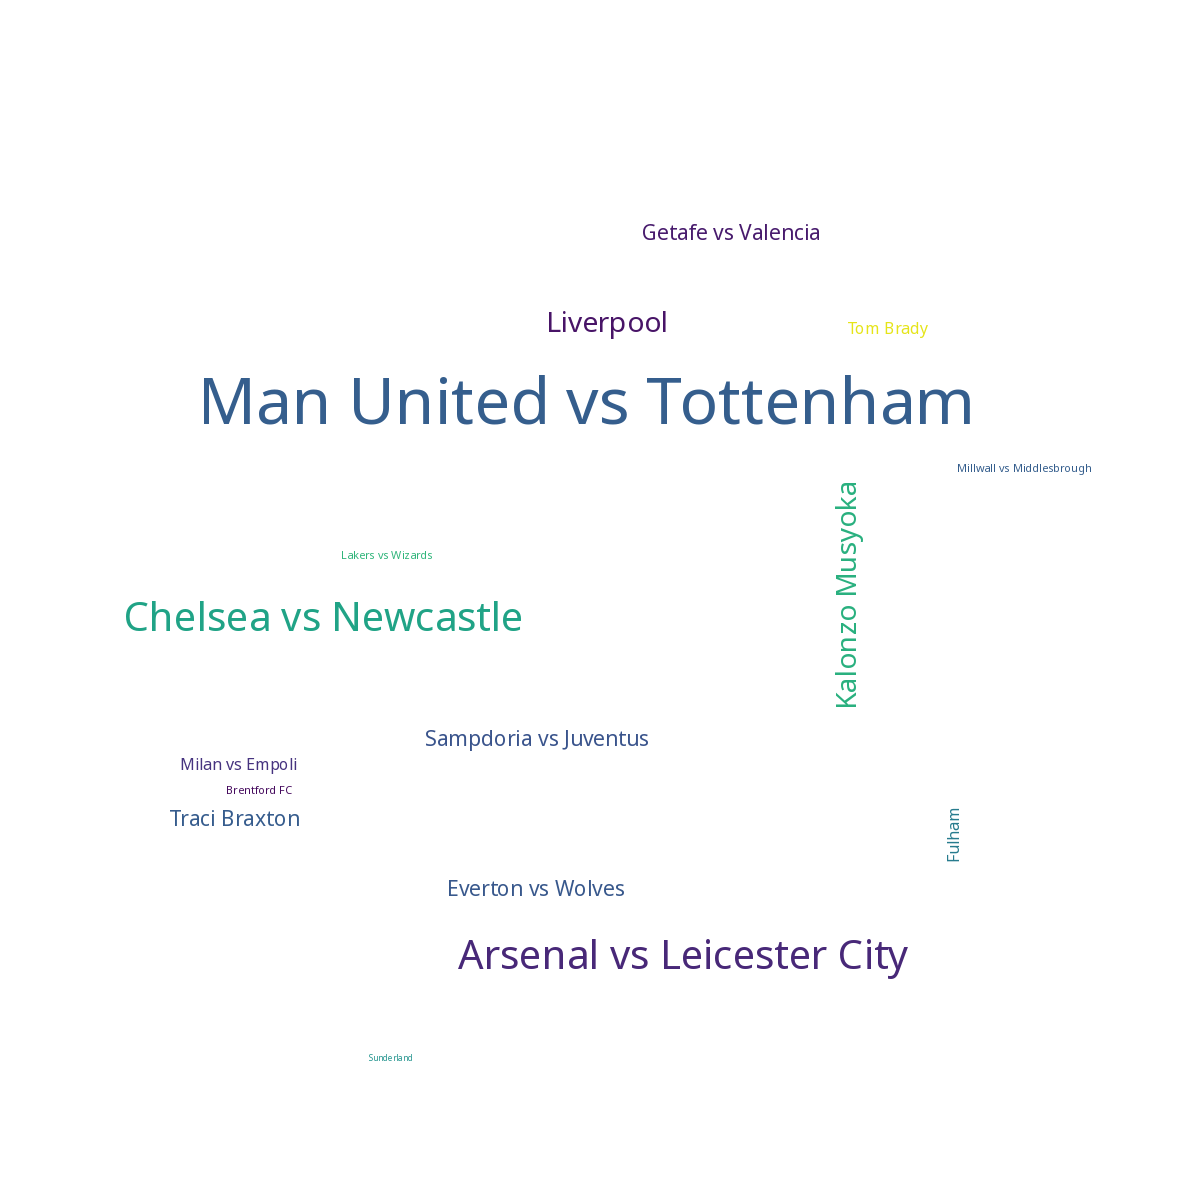 Getafe vs Valencia
Liverpool
Tom Brady
Man United vs Tottenham
Millwall vs Middlesbrough
Kalonzo Musyoka
Lakers vs Wizards
Chelsea vs Newcastle
Sampdoria vs Juventus
Milan vs Empoli
Brentford FC
Traci Braxton
Fulham
Everton vs Wolves
Arsenal vs Leicester City
Sunderland